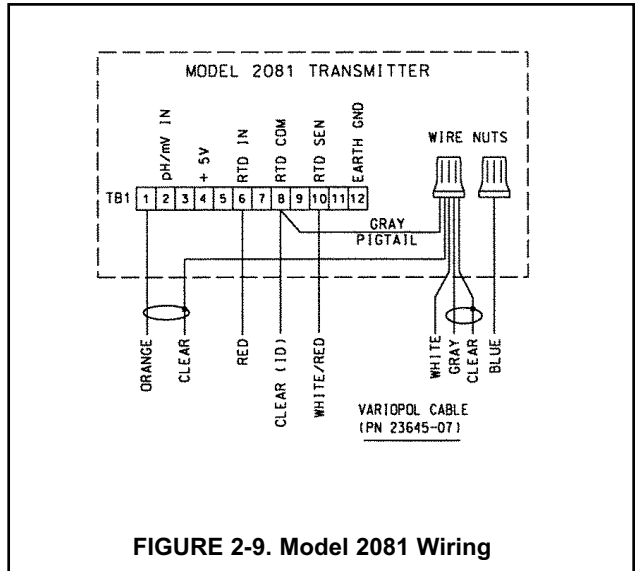 MODEL 2081 TRANSMITTER
pH/mV IN
+ 5V
RTD IN
RTD COM
RTD SEN
EARTH GND
WIRE NUTS
TB1 1 2 3 4 5 6 7 8 9 10 11 12
GRAY
PIGTAIL
ORANGE
CLEAR
RED
CLEAR (ID)
WHITE/RED
WHITE
GRAY
CLEAR
BLUE
VARIOPOL CABLE
(PN 23645-07)
FIGURE 2-9. Model 2081 Wiring